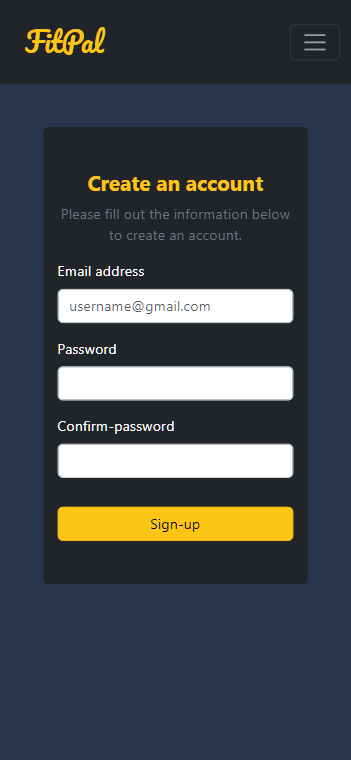 FitPal
Create an account
Please fill out the information below
to create an account.
Email address
username@gmail.com
Password
Confirm-password
Sign-up